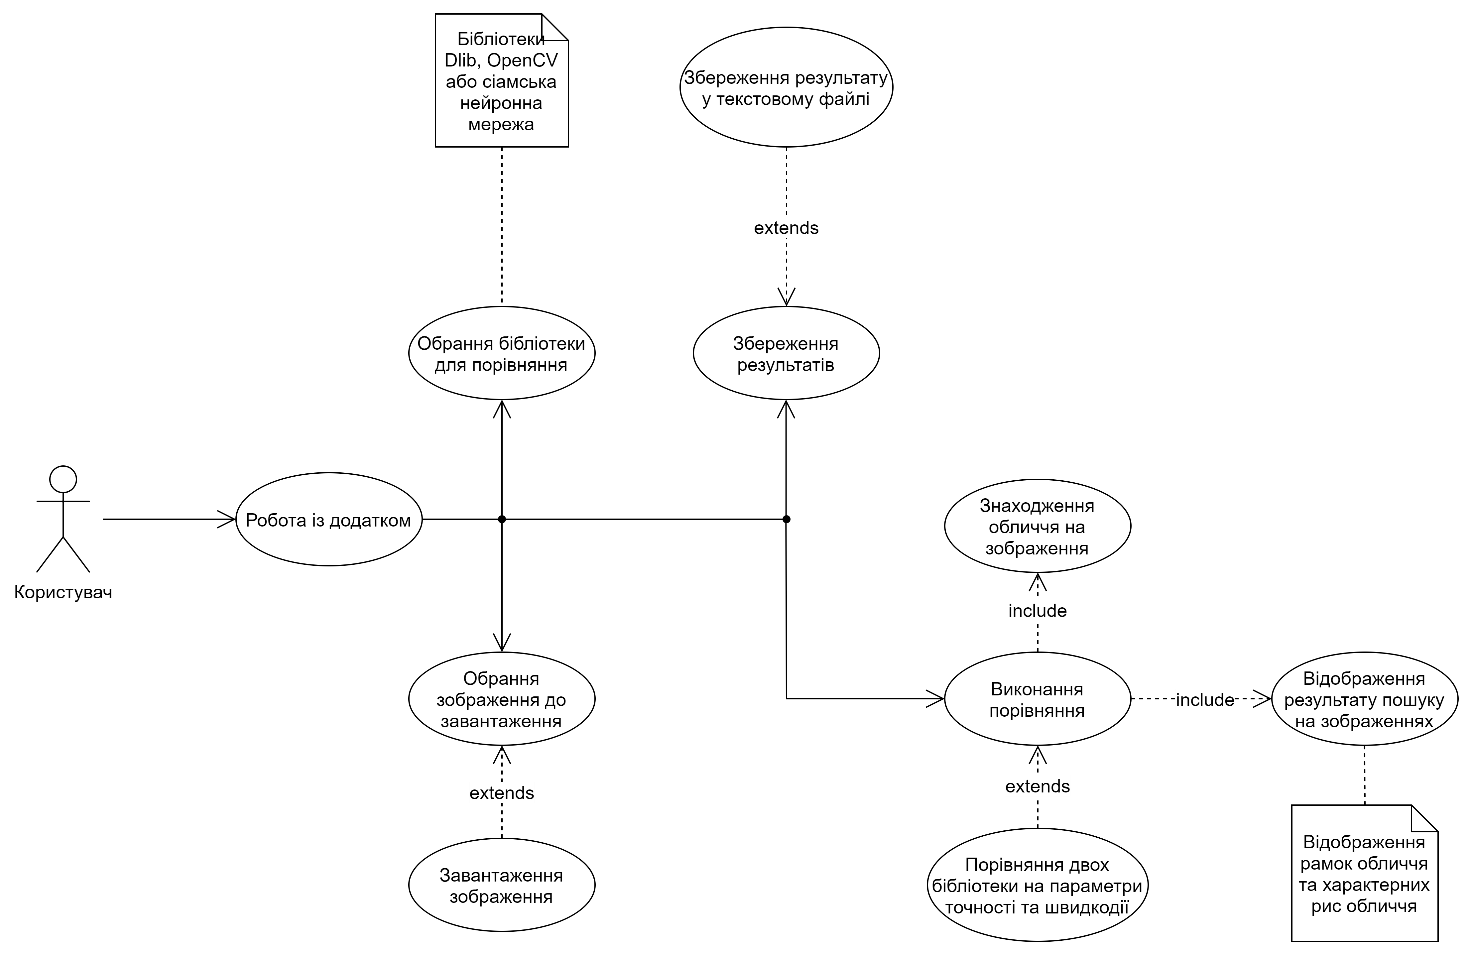 Бібліотеки
Dlib, OpenCV
або сіамська
нейронна
мережа
Збереження результату
у текстовому файлі
extends
Обрання бібліотеки
для порівняння
Збереження
результатів
Користувач
Робота із додатком
Знаходження
обличчя на
зображення
include
Обрання
зображення до
завантаження
Виконання
порівняння
include
Відображення
результату пошуку
на зображеннях
extends
extends
Завантаження
зображення
Порівняння двох
бібліотеки на параметри
точності та швидкодії
Відображення
рамок обличчя
та характерних
рис обличчя